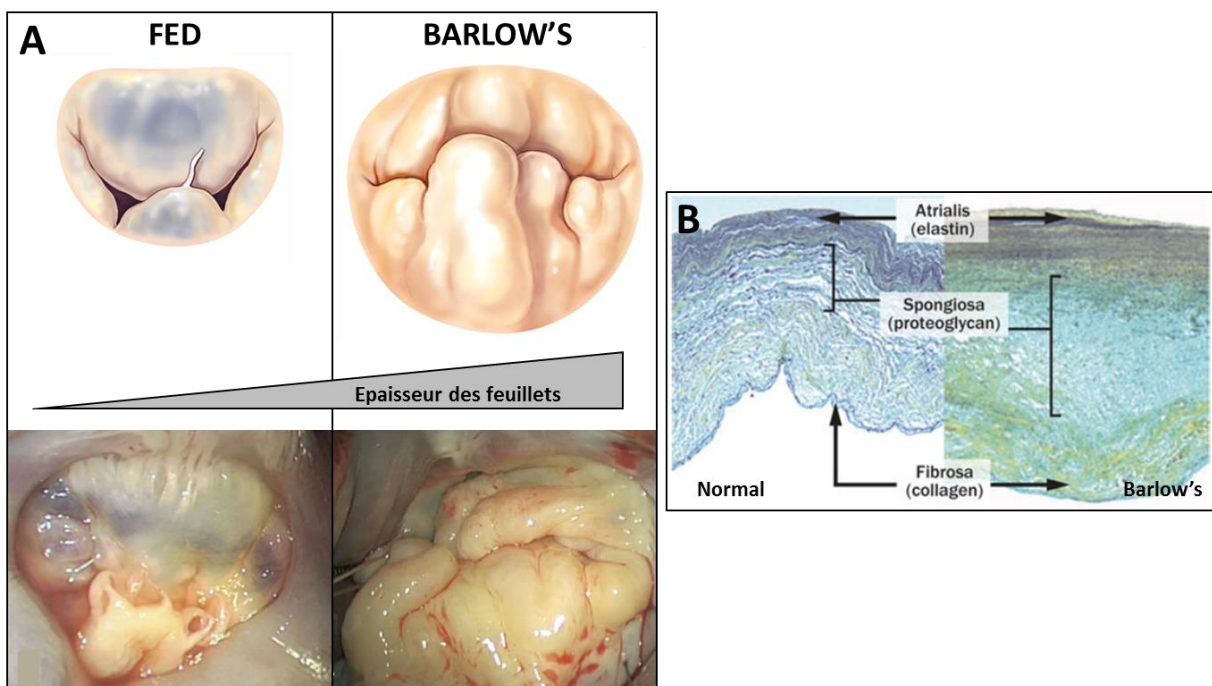 A
FED
BARLOW'S
Epaisseur des feuillets
B
Atrialis
(elastin)
Spongiosa
(proteoglycan)
Fibrosa
(collagen)
Normal
Barlow's